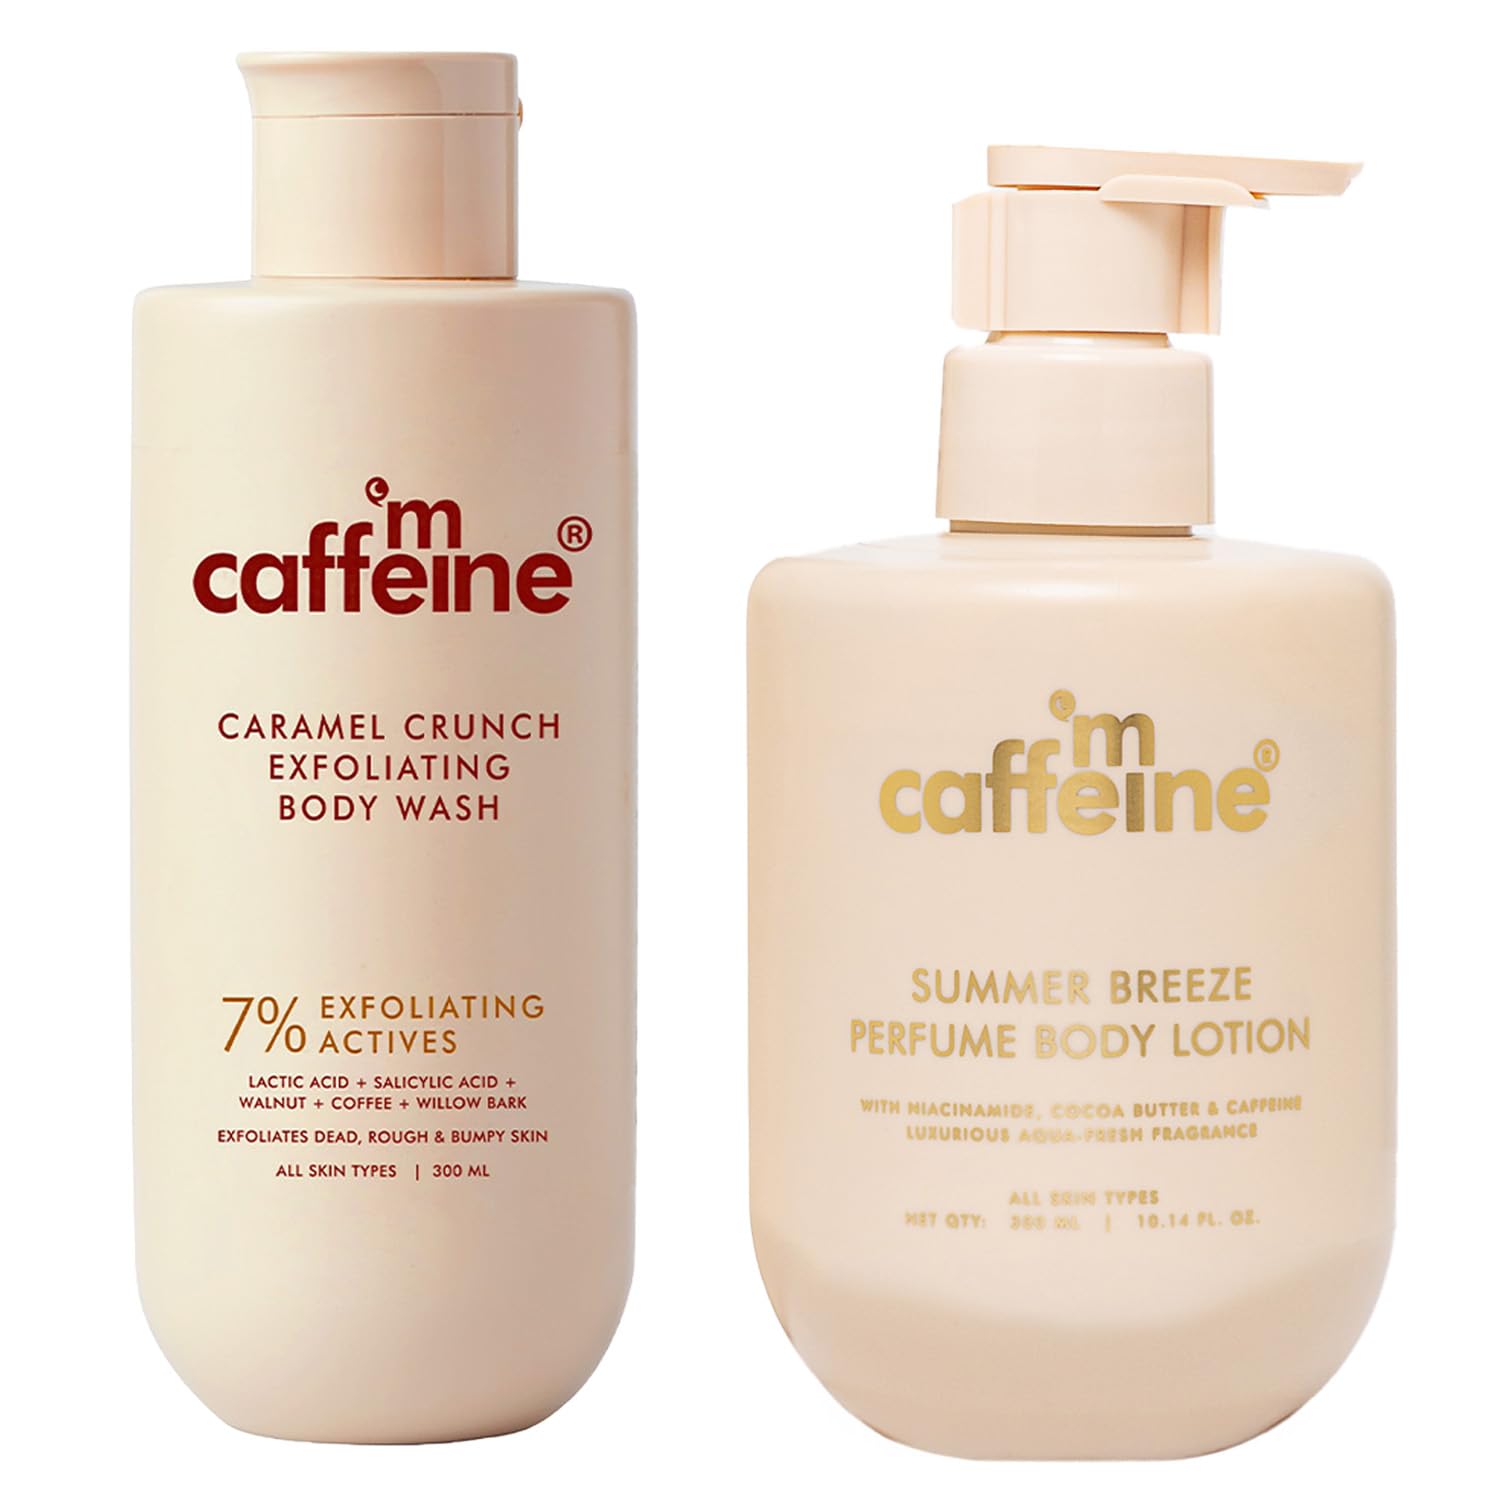 'm
caffeine®
CARAMEL CRUNCH
EXFOLIATING
BODY WASH
7% EXFOLIATING
ACTIVES
LACTIC ACID + SALICYLIC ACID +
WALNUT + COFFEE + WILLOW BARK
EXFOLIATES DEAD, ROUGH & BUMPY SKIN
ALL SKIN TYPES | 300 ML
'm
caffeine®
SUMMER BREEZE
PERFUME BODY LOTION
WITH NIACINAMIDE, COCOA BUTTER & CAFFEINE
LUXURIOUS AQUA-FRESH FRAGRANCE
ALL SKIN TYPES
NET QTY: 300 ML | 10.14 FL. OZ.